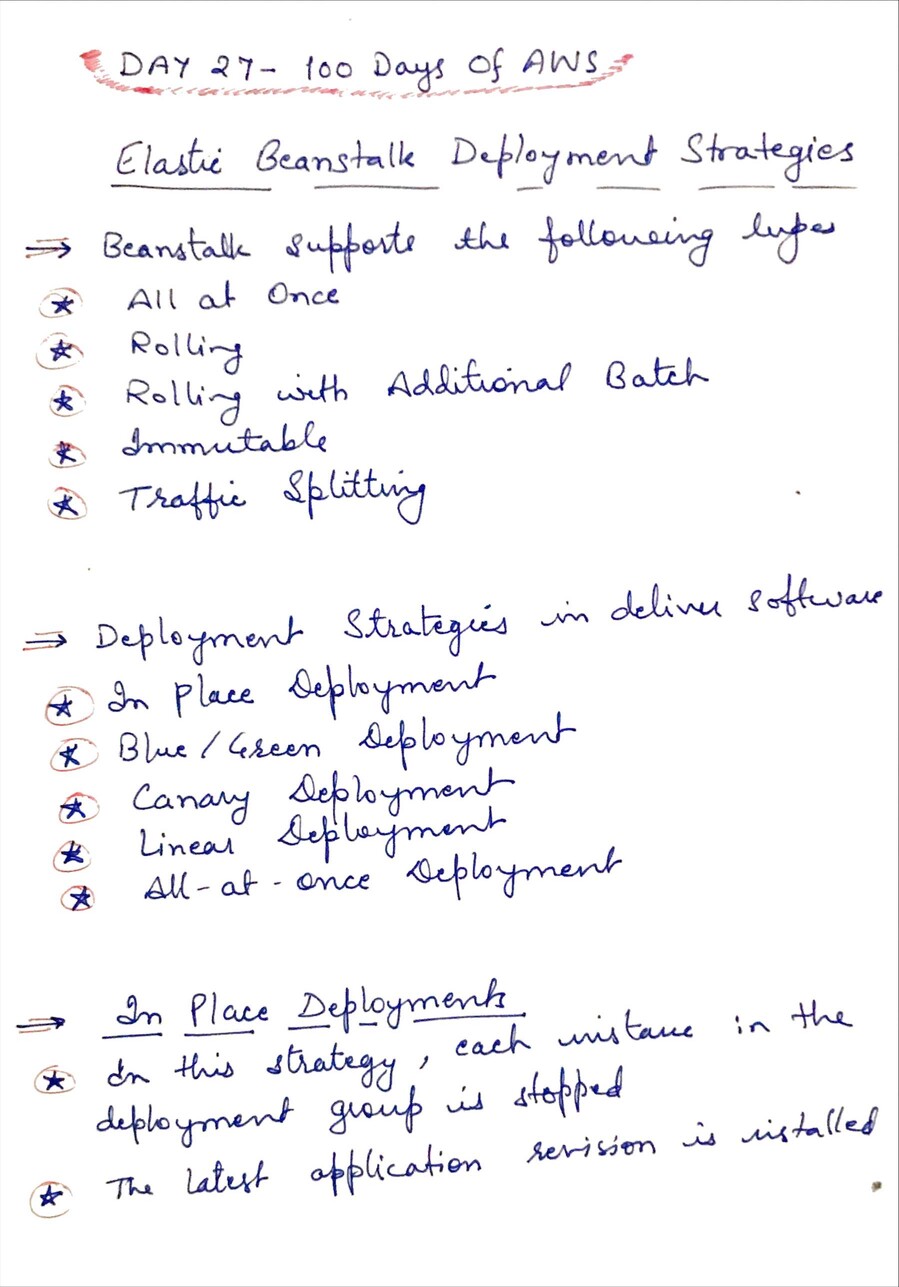 DAY 27- 100 Days Of AWS
Elastic Beanstalk Deployment Strategies
⇒ Beanstalk supports the following types
★ All at Once
★ Rolling
★ Rolling with Additional Batch
★ Immutable
★ Traffic Splitting
⇒ Deployment Strategies in deliver software
★ In place Deployment
★ Blue/Green Deployment
★ Canary Deployment
★ Linear Deployment
★ All-at-once Deployment
⇒ In Place Deployments
★ In this strategy, each instance in the
deployment group is stopped
★ The latest application revision is installed